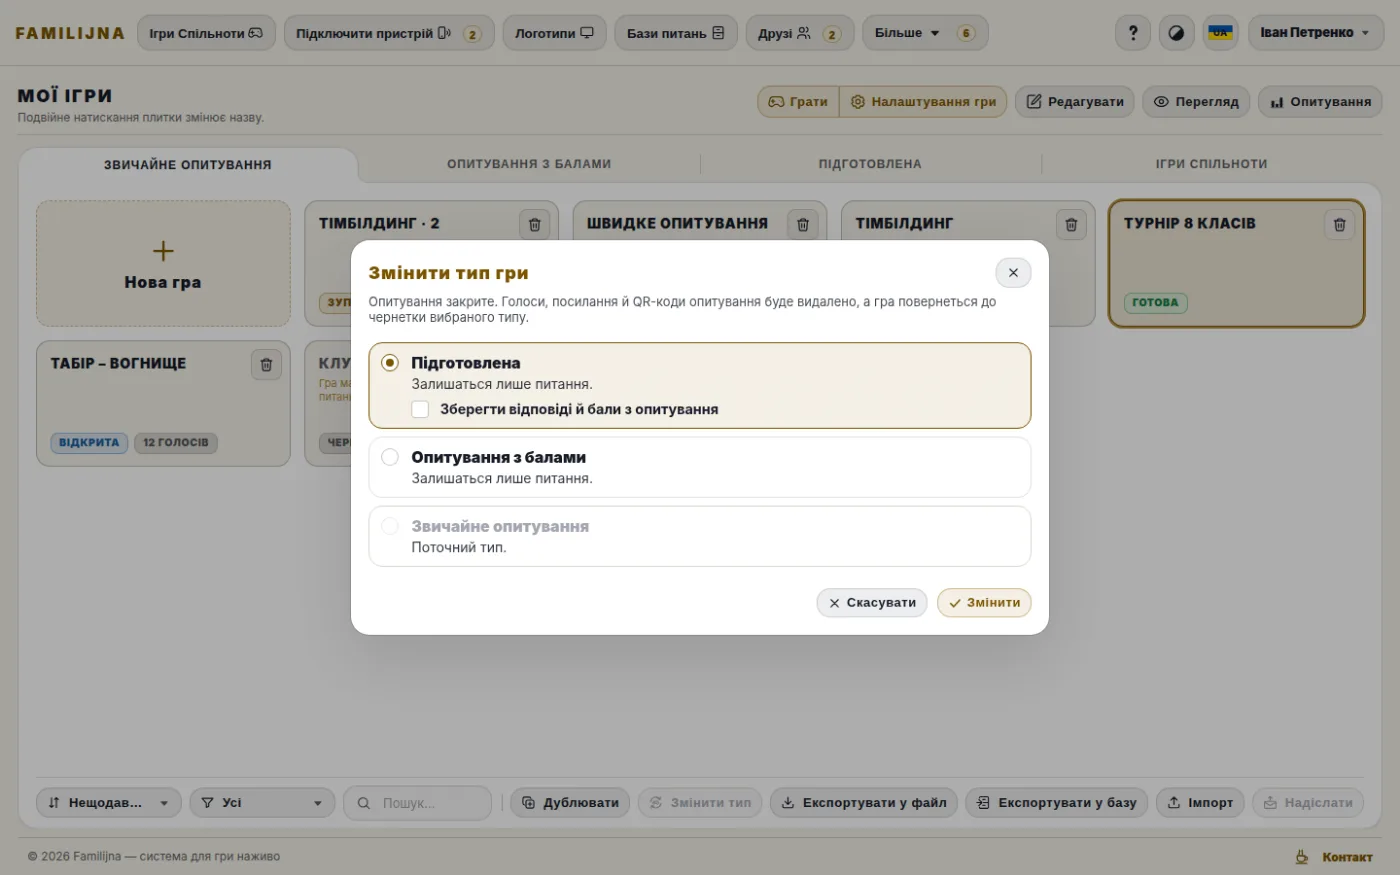 FAMILIJNA
Ігри Спільноти
Підключити пристрій 2
Логотипи
Бази питань
Друзі 2
Більше 6
?
UA
Іван Петренко
МОЇ ІГРИ
Подвійне натискання плитки змінює назву.
Грати
Налаштування гри
Редагувати
Перегляд
Опитування
ЗВИЧАЙНЕ ОПИТУВАННЯ
ОПИТУВАННЯ З БАЛАМИ
ПІДГОТОВЛЕНА
ІГРИ СПІЛЬНОТИ
Нова гра
ТІМБІЛДИНГ · 2
ШВИДКЕ ОПИТУВАННЯ
ТІМБІЛДИНГ
ТУРНІР 8 КЛАСІВ
ГОТОВА
ТАБІР – ВОГНИЩЕ
ВІДКРИТА
12 ГОЛОСІВ
Змінити тип гри
Опитування закрите. Голоси, посилання й QR-коди опитування буде видалено, а гра повернеться до
чернетки вибраного типу.
Підготовлена
Залишаться лише питання.
Зберегти відповіді й бали з опитування
Опитування з балами
Залишаться лише питання.
Звичайне опитування
Поточний тип.
Скасувати
Змінити
Нещодав...
Усі
Пошук...
Дублювати
Змінити тип
Експортувати у файл
Експортувати у базу
Імпорт
Надіслати
© 2026 Familijna — система для гри наживо
Контакт